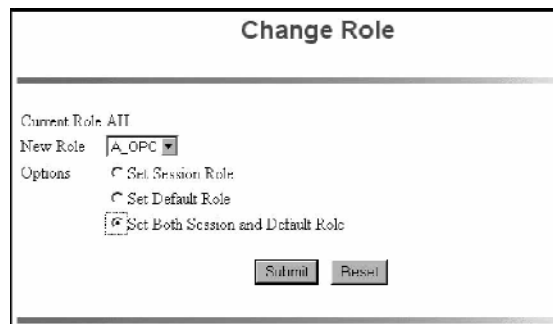 Change Role
Current Role All
New Role A_OPC
Options Set Session Role
Set Default Role
Set Both Session and Default Role
Submit Reset